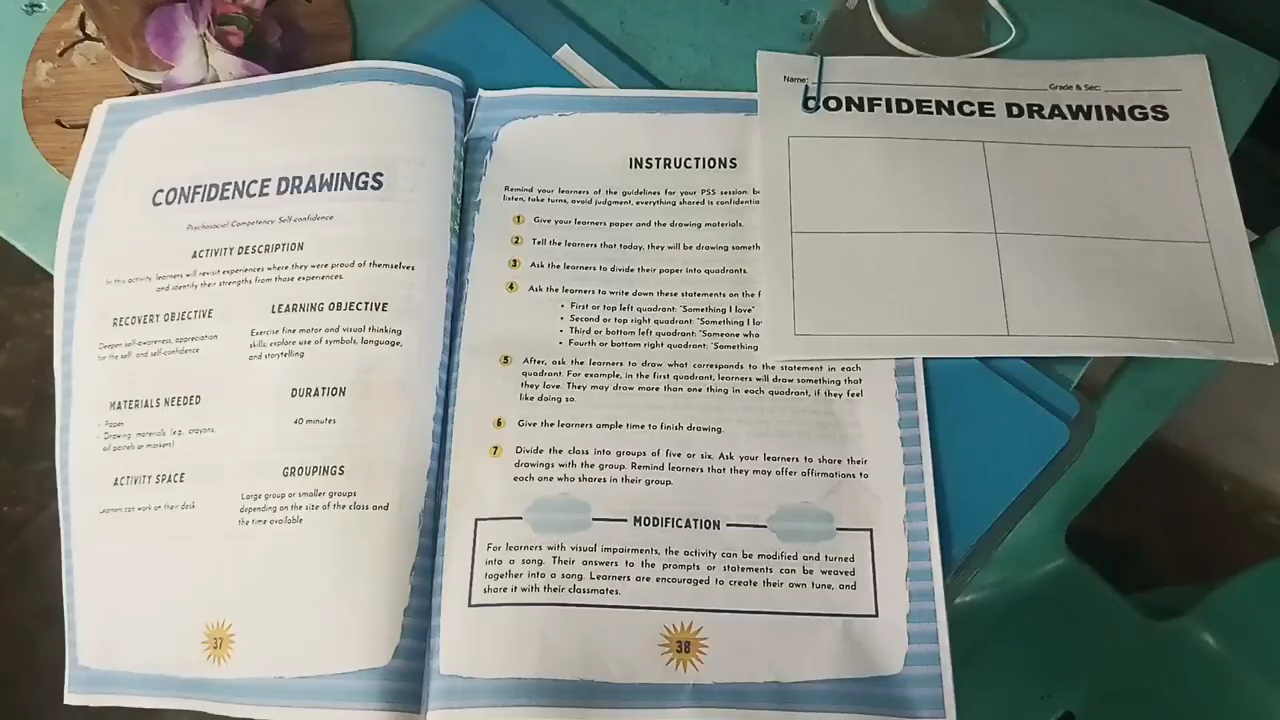 CONFIDENCE DRAWINGS
Psychosocial Competency: Self-confidence
ACTIVITY DESCRIPTION
In this activity, learners will revisit experiences where they were proud of themselves
and identify their strengths from those experiences.
RECOVERY OBJECTIVE
Deepen self-awareness, appreciation
for the self, and self-confidence
LEARNING OBJECTIVE
Exercise fine motor and visual thinking
skills; explore use of symbols, language,
and storytelling
MATERIALS NEEDED
- Paper
- Drawing materials (e.g., crayons,
oil pastels or markers)
DURATION
40 minutes
ACTIVITY SPACE
Learners can work on their desk
GROUPINGS
Large group or smaller groups
depending on the size of the class and
the time available
37
INSTRUCTIONS
Remind your learners of the guidelines for your PSS session:
listen, take turns, avoid judgment, everything shared is
1 Give your learners paper and the drawing materials.
2 Tell the learners that today, they will be drawing
3 Ask the learners to divide their paper into quadrants.
4 Ask the learners to write down these statements on the
• First or top left quadrant: "Something I love"
• Second or top right quadrant: "Something I
• Third or bottom left quadrant: "Someone who
• Fourth or bottom right quadrant: "Something
5 After, ask the learners to draw what corresponds to the statement in each
quadrant. For example, in the first quadrant, learners will draw something that
they love. They may draw more than one thing in each quadrant, if they feel
like doing so.
6 Give the learners ample time to finish drawing.
7 Divide the class into groups of five or six. Ask your learners to share their
drawings with the group. Remind learners that they may offer affirmations to
each one who shares in their group.
MODIFICATION
For learners with visual impairments, the activity can be modified and turned
into a song. Their answers to the prompts or statements can be weaved
together into a song. Learners are encouraged to create their own tune, and
share it with their classmates.
38
Name: Grade & Sec:
CONFIDENCE DRAWINGS